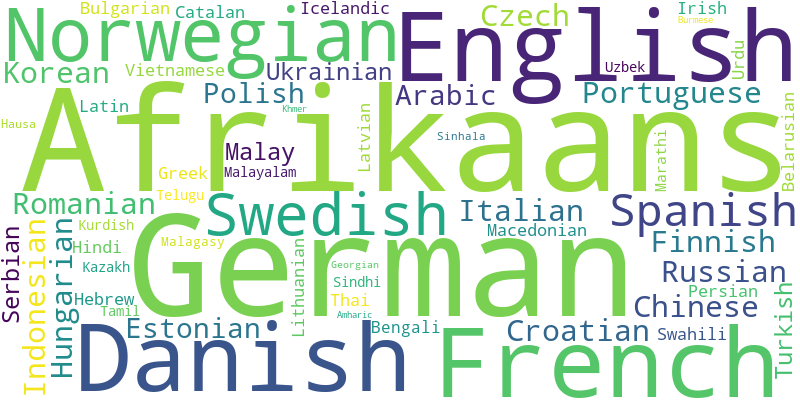 Bulgarian
Catalan
Icelandic
Czech
Irish
Burmese
Norwegian
English
Korean
Vietnamese
Ukrainian
Uzbek
Urdu
Polish
Arabic
Portuguese
Latin
Khmer
Hausa
Afrikaans
Latvian
Sinhala
Marathi
Belarusian
Malay
Greek
Malayalam
Telugu
Romanian
Swedish
Italian
Spanish
Kurdish
Macedonian
Serbian
Indonesian
Hungarian
Hindi
Malagasy
German
Finnish
Kazakh
Lithuanian
Georgian
Sindhi
Russian
Persian
Hebrew
Thai
Chinese
Tamil
Amharic
Turkish
Danish
Estonian
Bengali
French
Croatian
Swahili